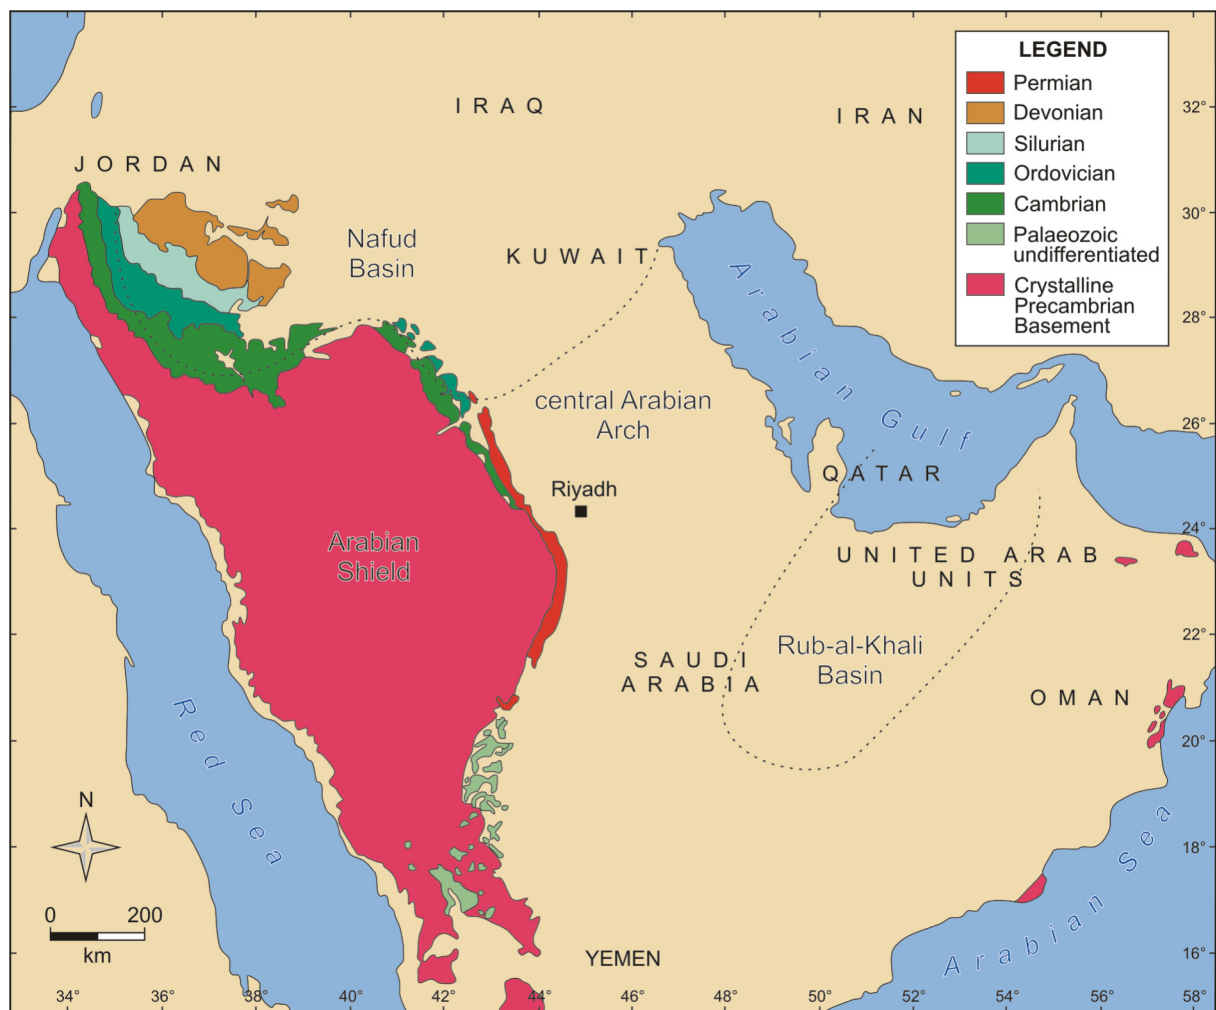 LEGEND
Permian
Devonian
Silurian
Ordovician
Cambrian
Palaeozoic
undifferentiated
Crystalline
Precambrian
Basement
IRAQ
IRAN
JORDAN
Nafud
Basin
KUWAIT
Arabian Gulf
central Arabian
Arch
QATAR
Riyadh
Arabian
Shield
UNITED ARAB
UNITS
SAUDI
ARABIA
Rub-al-Khali
Basin
OMAN
Red Sea
Arabian Sea
YEMEN
N
0 200
km
32°
30°
28°
26°
24°
22°
20°
18°
16°
34° 36° 38° 40° 42° 44° 46° 48° 50° 52° 54° 56° 58°